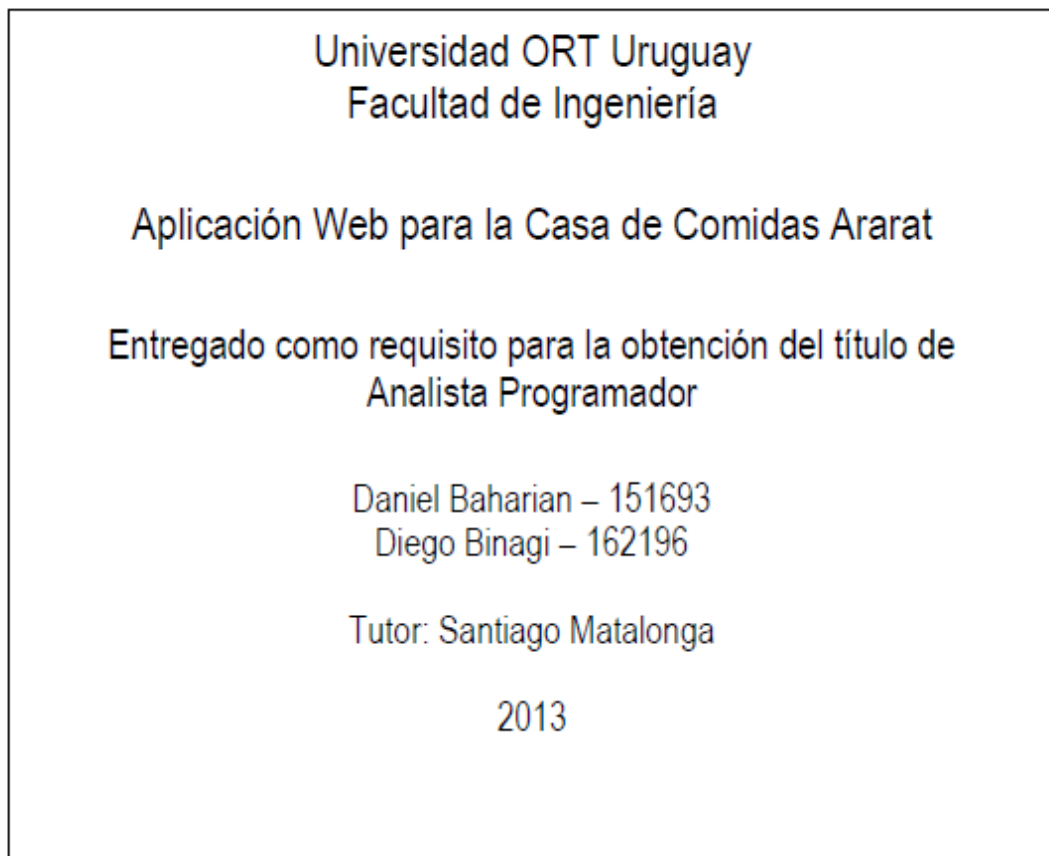 Universidad ORT Uruguay
Facultad de Ingeniería
Aplicación Web para la Casa de Comidas Ararat
Entregado como requisito para la obtención del título de
Analista Programador
Daniel Baharian – 151693
Diego Binagi – 162196
Tutor: Santiago Matalonga
2013